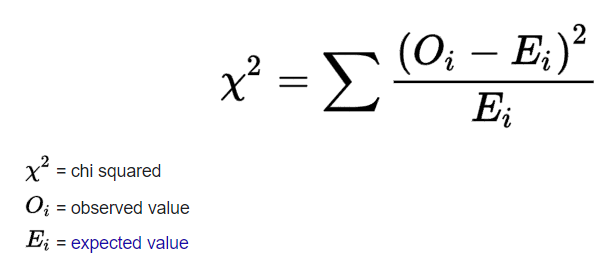 χ² = ∑ (Oᵢ − Eᵢ)² / Eᵢ
χ² = chi squared
Oᵢ = observed value
Eᵢ = expected value